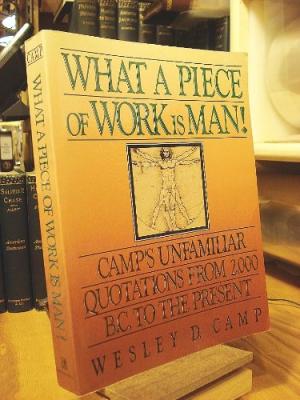 WHAT A PIECE
OF WORK IS MAN!
CAMP'S UNFAMILIAR
QUOTATIONS FROM 2,000
B.C. TO THE PRESENT
WESLEY D. CAMP
CAMP
WHAT A PIECE OF WORK IS MAN!